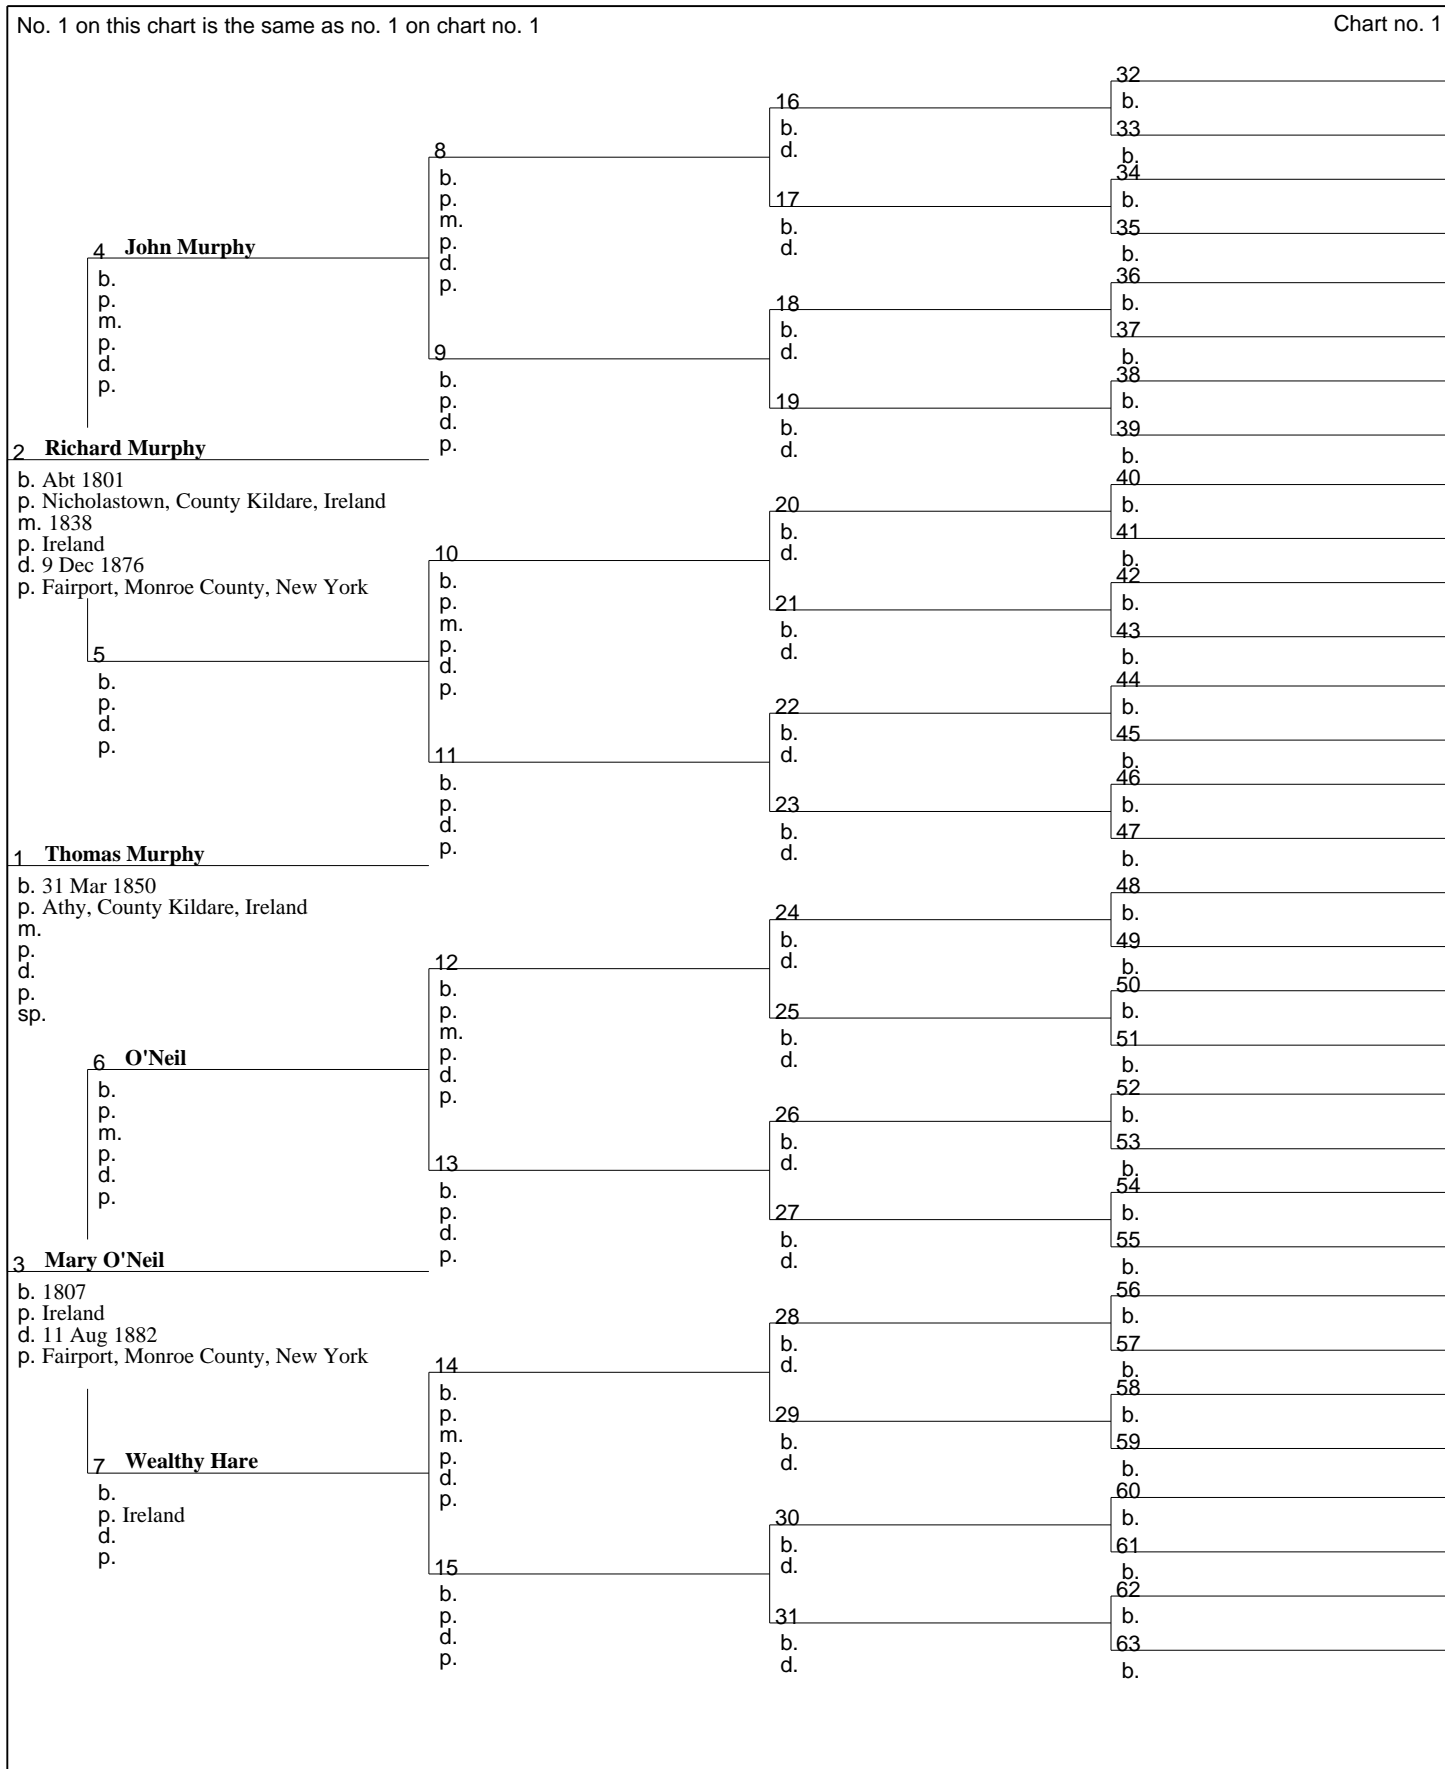 No. 1 on this chart is the same as no. 1 on chart no. 1
Chart no. 1
1 Thomas Murphy
b. 31 Mar 1850
p. Athy, County Kildare, Ireland
m.
p.
d.
p.
sp.
2 Richard Murphy
b. Abt 1801
p. Nicholastown, County Kildare, Ireland
m. 1838
p. Ireland
d. 9 Dec 1876
p. Fairport, Monroe County, New York
3 Mary O'Neil
b. 1807
p. Ireland
d. 11 Aug 1882
p. Fairport, Monroe County, New York
4 John Murphy
b.
p.
m.
p.
d.
p.
5
b.
p.
d.
p.
6 O'Neil
b.
p.
m.
p.
d.
p.
7 Wealthy Hare
b.
p. Ireland
d.
p.
8
b.
p.
m.
p.
d.
p.
9
b.
p.
d.
p.
10
b.
p.
m.
p.
d.
p.
11
b.
p.
d.
p.
12
b.
p.
m.
p.
d.
p.
13
b.
p.
d.
p.
14
b.
p.
m.
p.
d.
p.
15
b.
p.
d.
p.
16
b.
d.
17
b.
d.
18
b.
d.
19
b.
d.
20
b.
d.
21
b.
d.
22
b.
d.
23
b.
d.
24
b.
d.
25
b.
d.
26
b.
d.
27
b.
d.
28
b.
d.
29
b.
d.
30
b.
d.
31
b.
d.
32
b.
33
b.
34
b.
35
b.
36
b.
37
b.
38
b.
39
b.
40
b.
41
b.
42
b.
43
b.
44
b.
45
b.
46
b.
47
b.
48
b.
49
b.
50
b.
51
b.
52
b.
53
b.
54
b.
55
b.
56
b.
57
b.
58
b.
59
b.
60
b.
61
b.
62
b.
63
b.